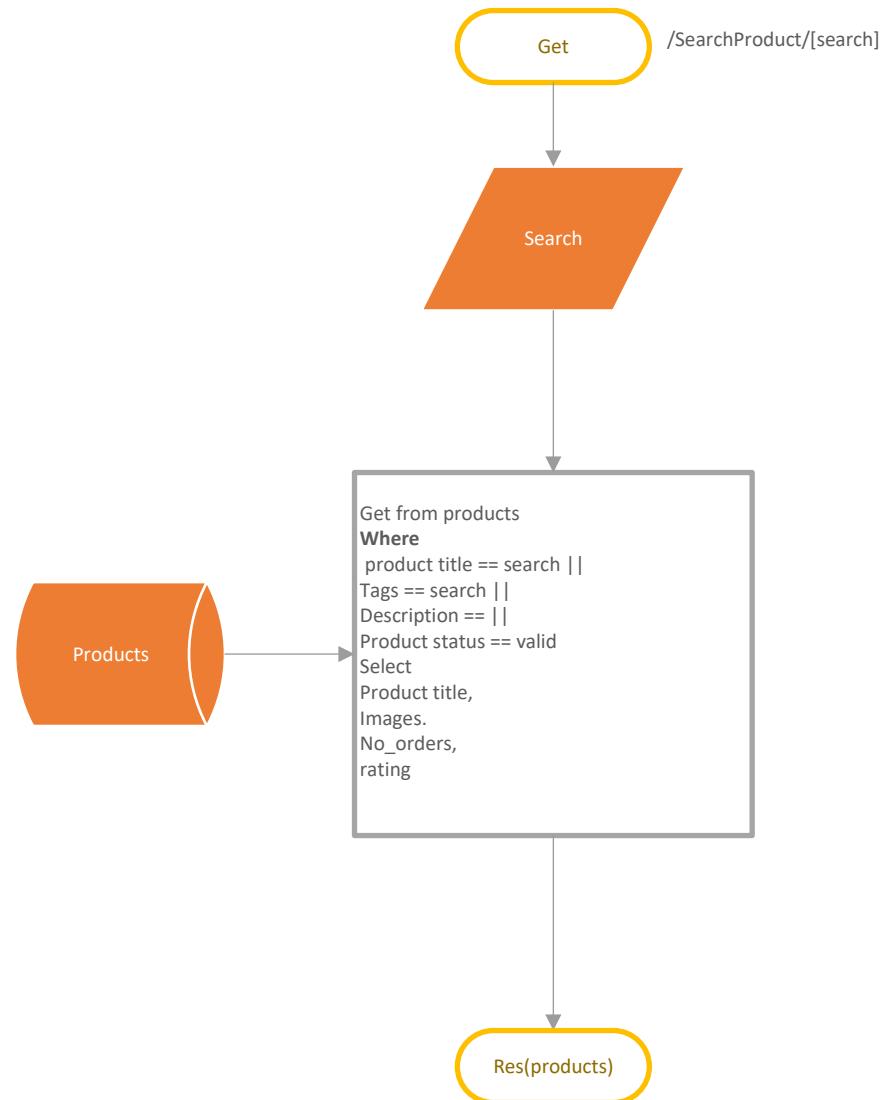 Get
/SearchProduct/[search]
Search
Get from products
Where
product title == search ||
Tags == search ||
Description == ||
Product status == valid
Select
Product title,
Images.
No_orders,
rating
Products
Res(products)